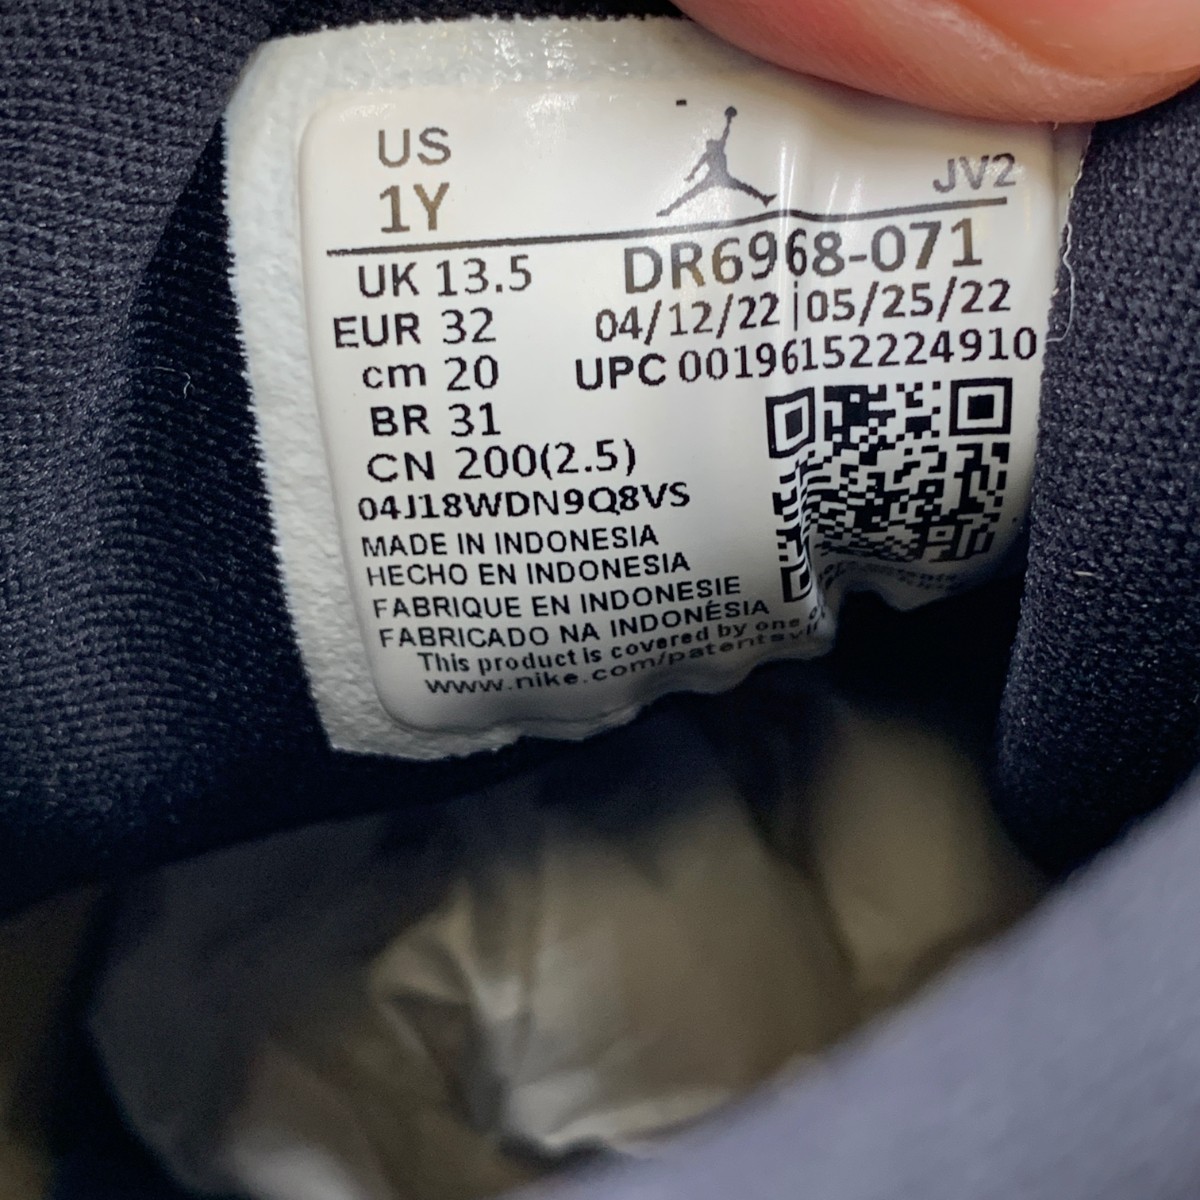 US
1Y
JV2
UK 13.5
EUR 32
cm 20
BR 31
CN 200(2.5)
DR6968-071
04/12/22|05/25/22
UPC 00196152224910
04J18WDN9Q8VS
MADE IN INDONESIA
HECHO EN INDONESIA
FABRIQUE EN INDONESIE
FABRICADO NA INDONÉSIA
This product is covered by one
www.nike.com/patents